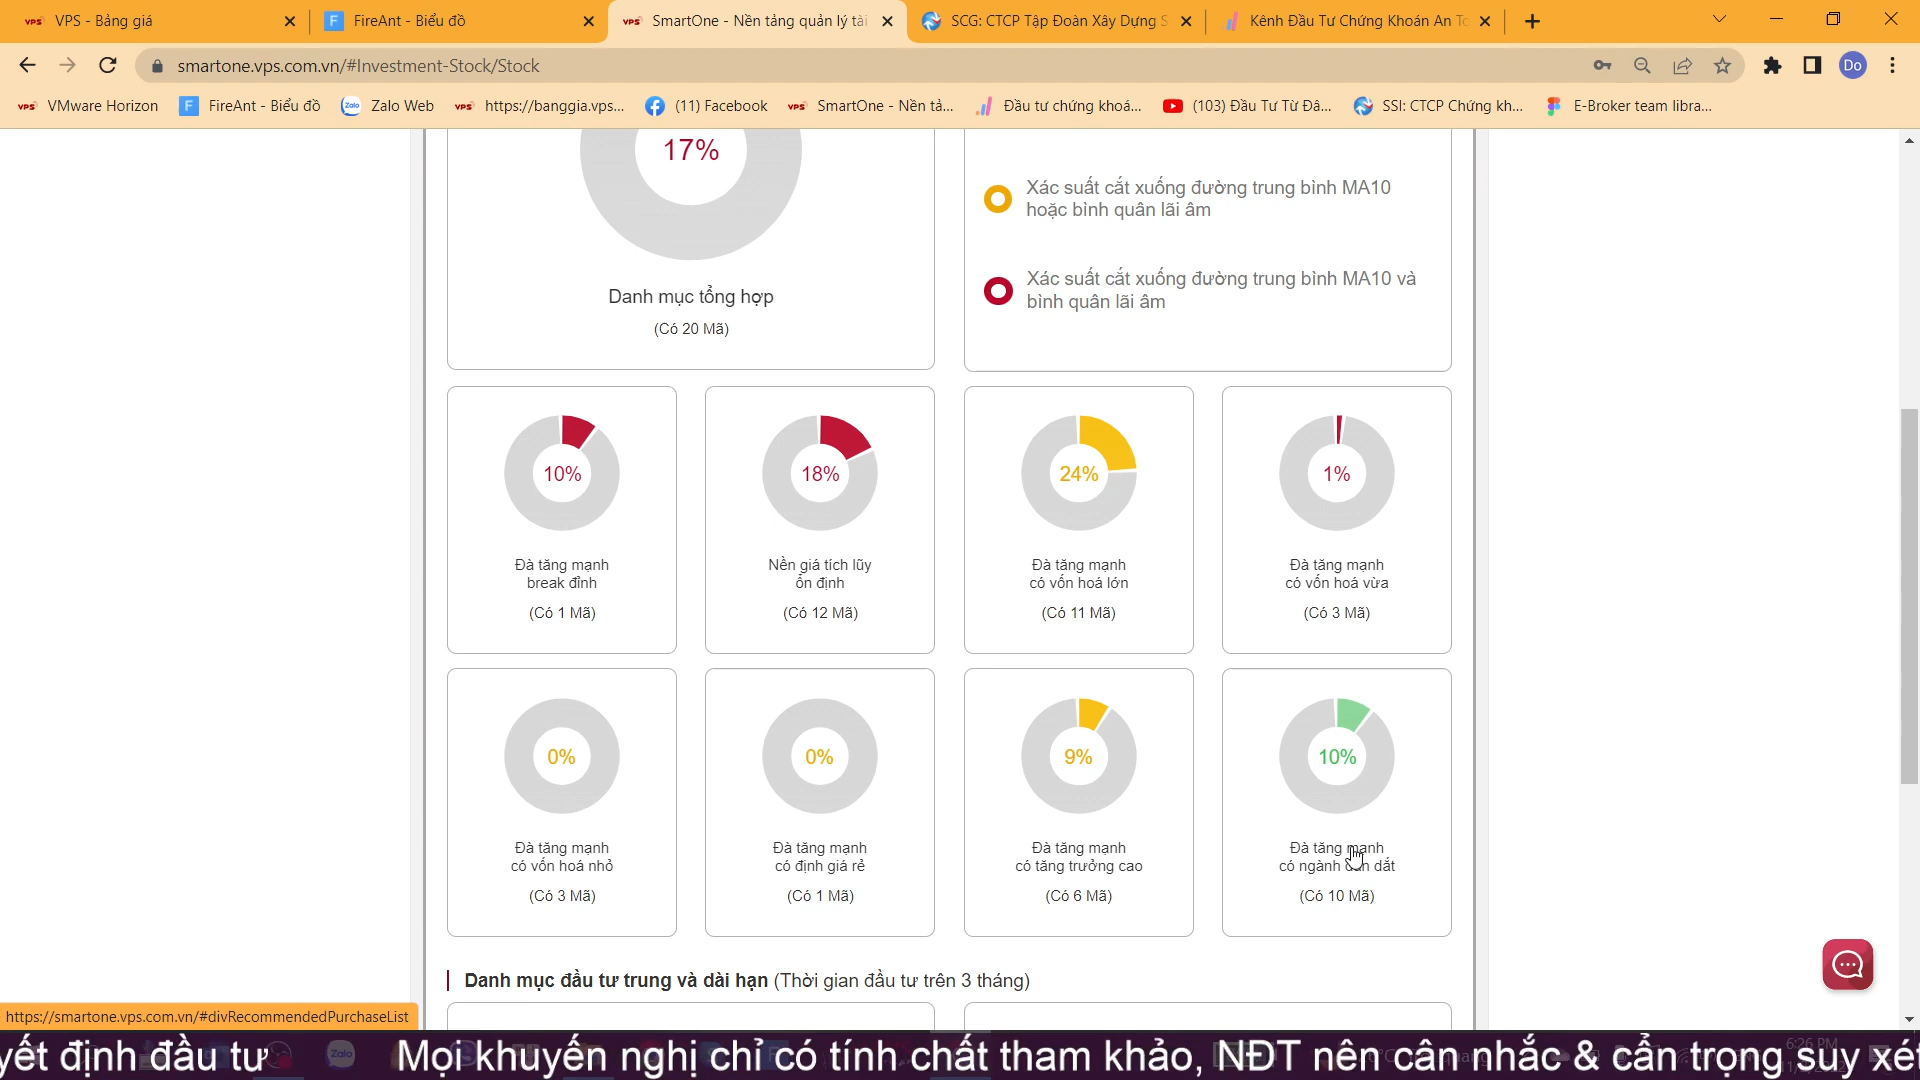 VPS - Bảng giá
FireAnt - Biểu đồ
SmartOne - Nền tảng quản lý tài
SCG: CTCP Tập Đoàn Xây Dựng S
Kênh Đầu Tư Chứng Khoán An To
smartone.vps.com.vn/#Investment-Stock/Stock
Do
VMware Horizon
FireAnt - Biểu đồ
Zalo Web
https://banggia.vps...
(11) Facebook
SmartOne - Nền tả...
Đầu tư chứng khoá...
(103) Đầu Tư Từ Đâ...
SSI: CTCP Chứng kh...
E-Broker team libra...
17%
Danh mục tổng hợp
(Có 20 Mã)
Xác suất cắt xuống đường trung bình MA10
hoặc bình quân lãi âm
Xác suất cắt xuống đường trung bình MA10 và
bình quân lãi âm
10%
Đà tăng mạnh
break đỉnh
(Có 1 Mã)
18%
Nền giá tích lũy
ổn định
(Có 12 Mã)
24%
Đà tăng mạnh
có vốn hoá lớn
(Có 11 Mã)
1%
Đà tăng mạnh
có vốn hoá vừa
(Có 3 Mã)
0%
Đà tăng mạnh
có vốn hoá nhỏ
(Có 3 Mã)
0%
Đà tăng mạnh
có định giá rẻ
(Có 1 Mã)
9%
Đà tăng mạnh
có tăng trưởng cao
(Có 6 Mã)
10%
Đà tăng mạnh
có ngành dẫn dắt
(Có 10 Mã)
Danh mục đầu tư trung và dài hạn (Thời gian đầu tư trên 3 tháng)
https://smartone.vps.com.vn/#divRecommendedPurchaseList
yết định đầu tư
Mọi khuyến nghị chỉ có tính chất tham khảo, NĐT nên cân nhắc & cẩn trọng suy xét
6:26 PM